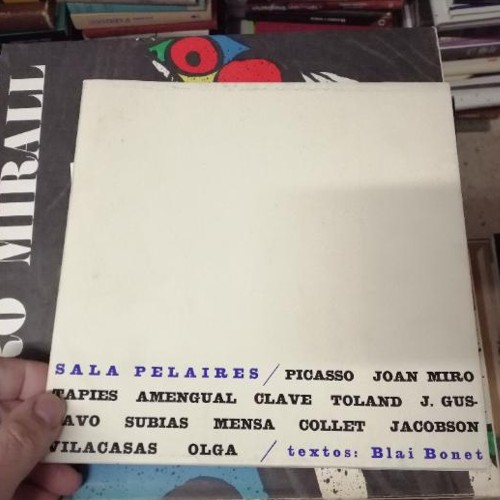 SALA PELAIRES / PICASSO JOAN MIRO
TAPIES AMENGUAL CLAVE TOLAND J. GUS-
AVO SUBIAS MENSA COLLET JACOBSON
VILACASAS OLGA / textos: Blai Bonet
MIRALL